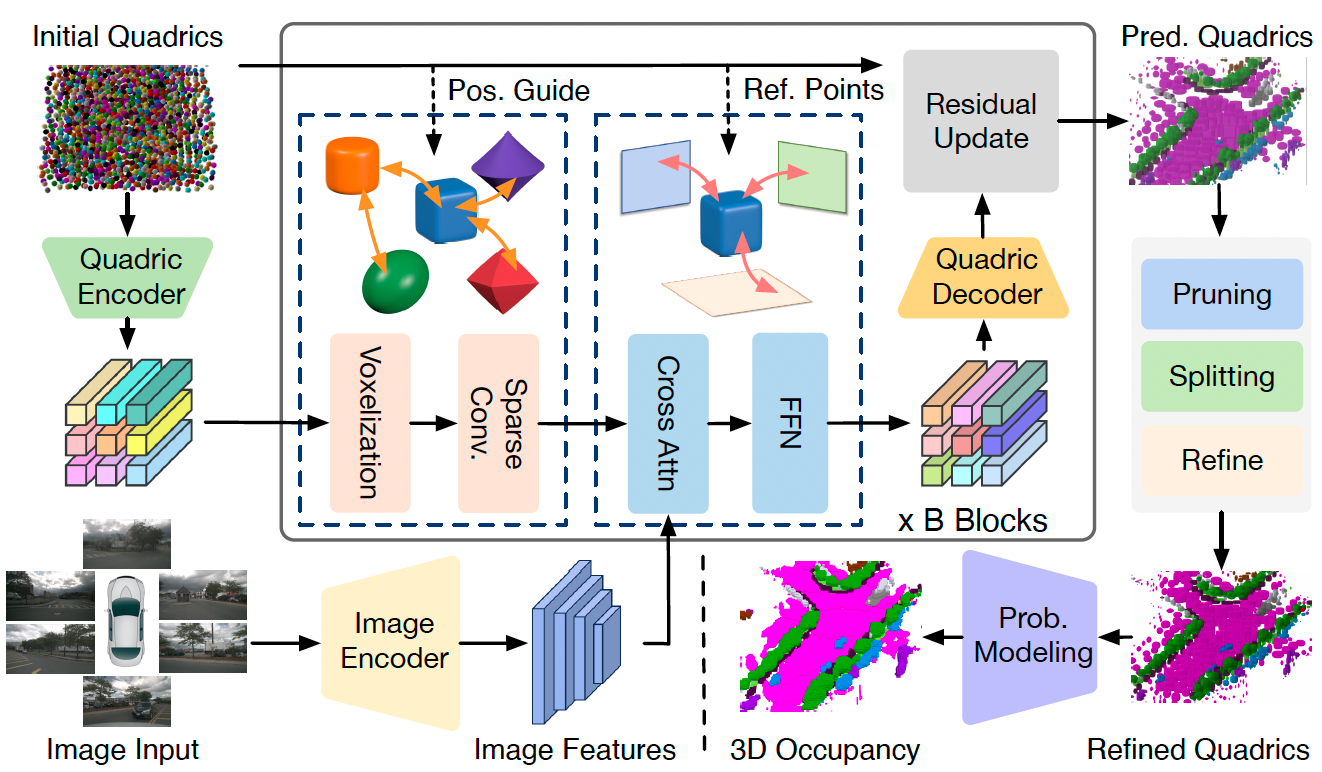 Initial Quadrics
Pos. Guide
Ref. Points
Residual
Update
Pred. Quadrics
Quadric
Encoder
Quadric
Decoder
Pruning
Splitting
Refine
Voxelization
Sparse
Conv.
Cross Attn
FFN
x B Blocks
Image
Encoder
Prob.
Modeling
Image Input
Image Features
3D Occupancy
Refined Quadrics